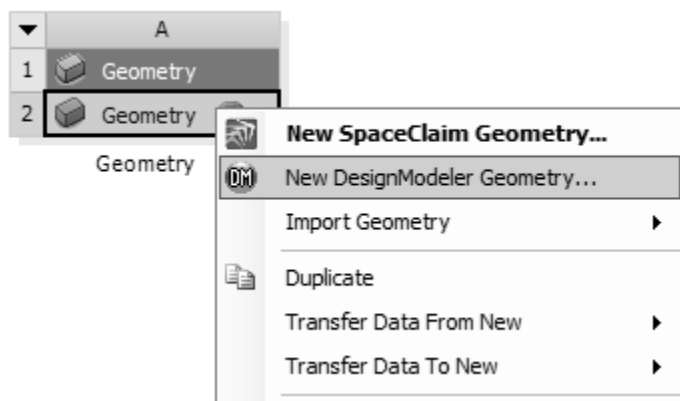 A
1 Geometry
2 Geometry
Geometry
New SpaceClaim Geometry...
DM New DesignModeler Geometry...
Import Geometry
Duplicate
Transfer Data From New
Transfer Data To New